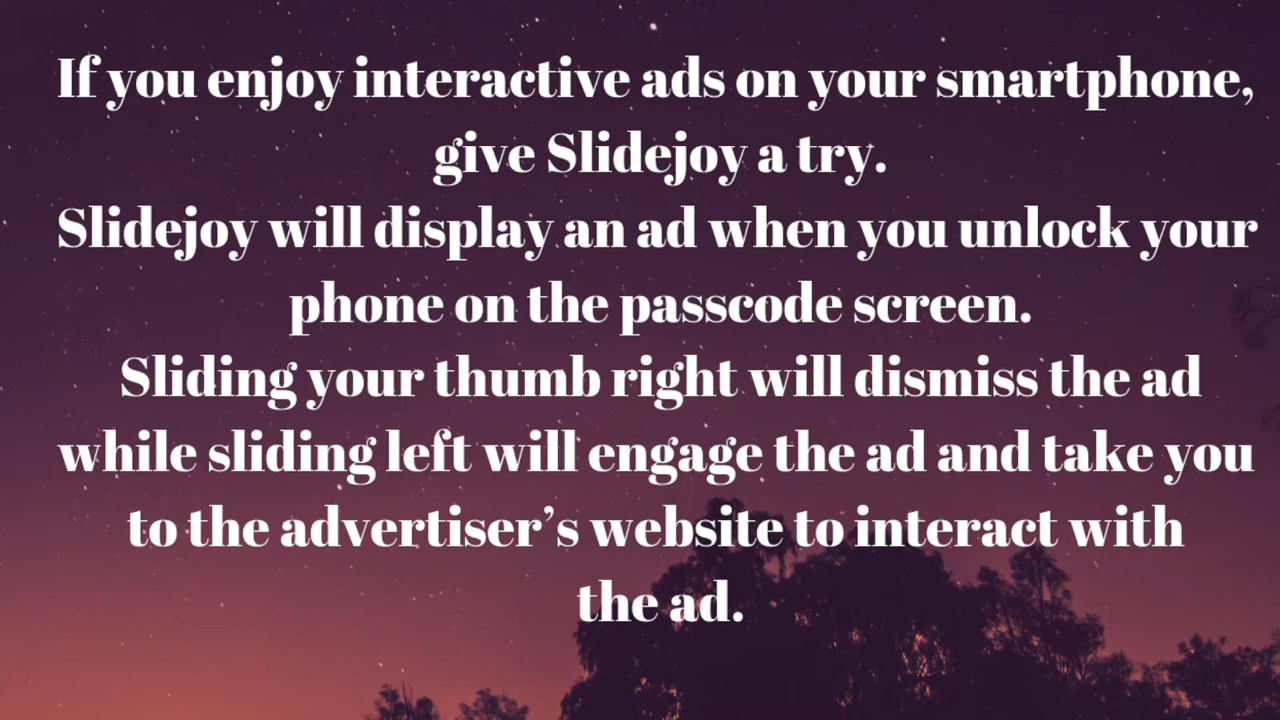 If you enjoy interactive ads on your smartphone,
give Slidejoy a try.
Slidejoy will display an ad when you unlock your
phone on the passcode screen.
Sliding your thumb right will dismiss the ad
while sliding left will engage the ad and take you
to the advertiser’s website to interact with
the ad.